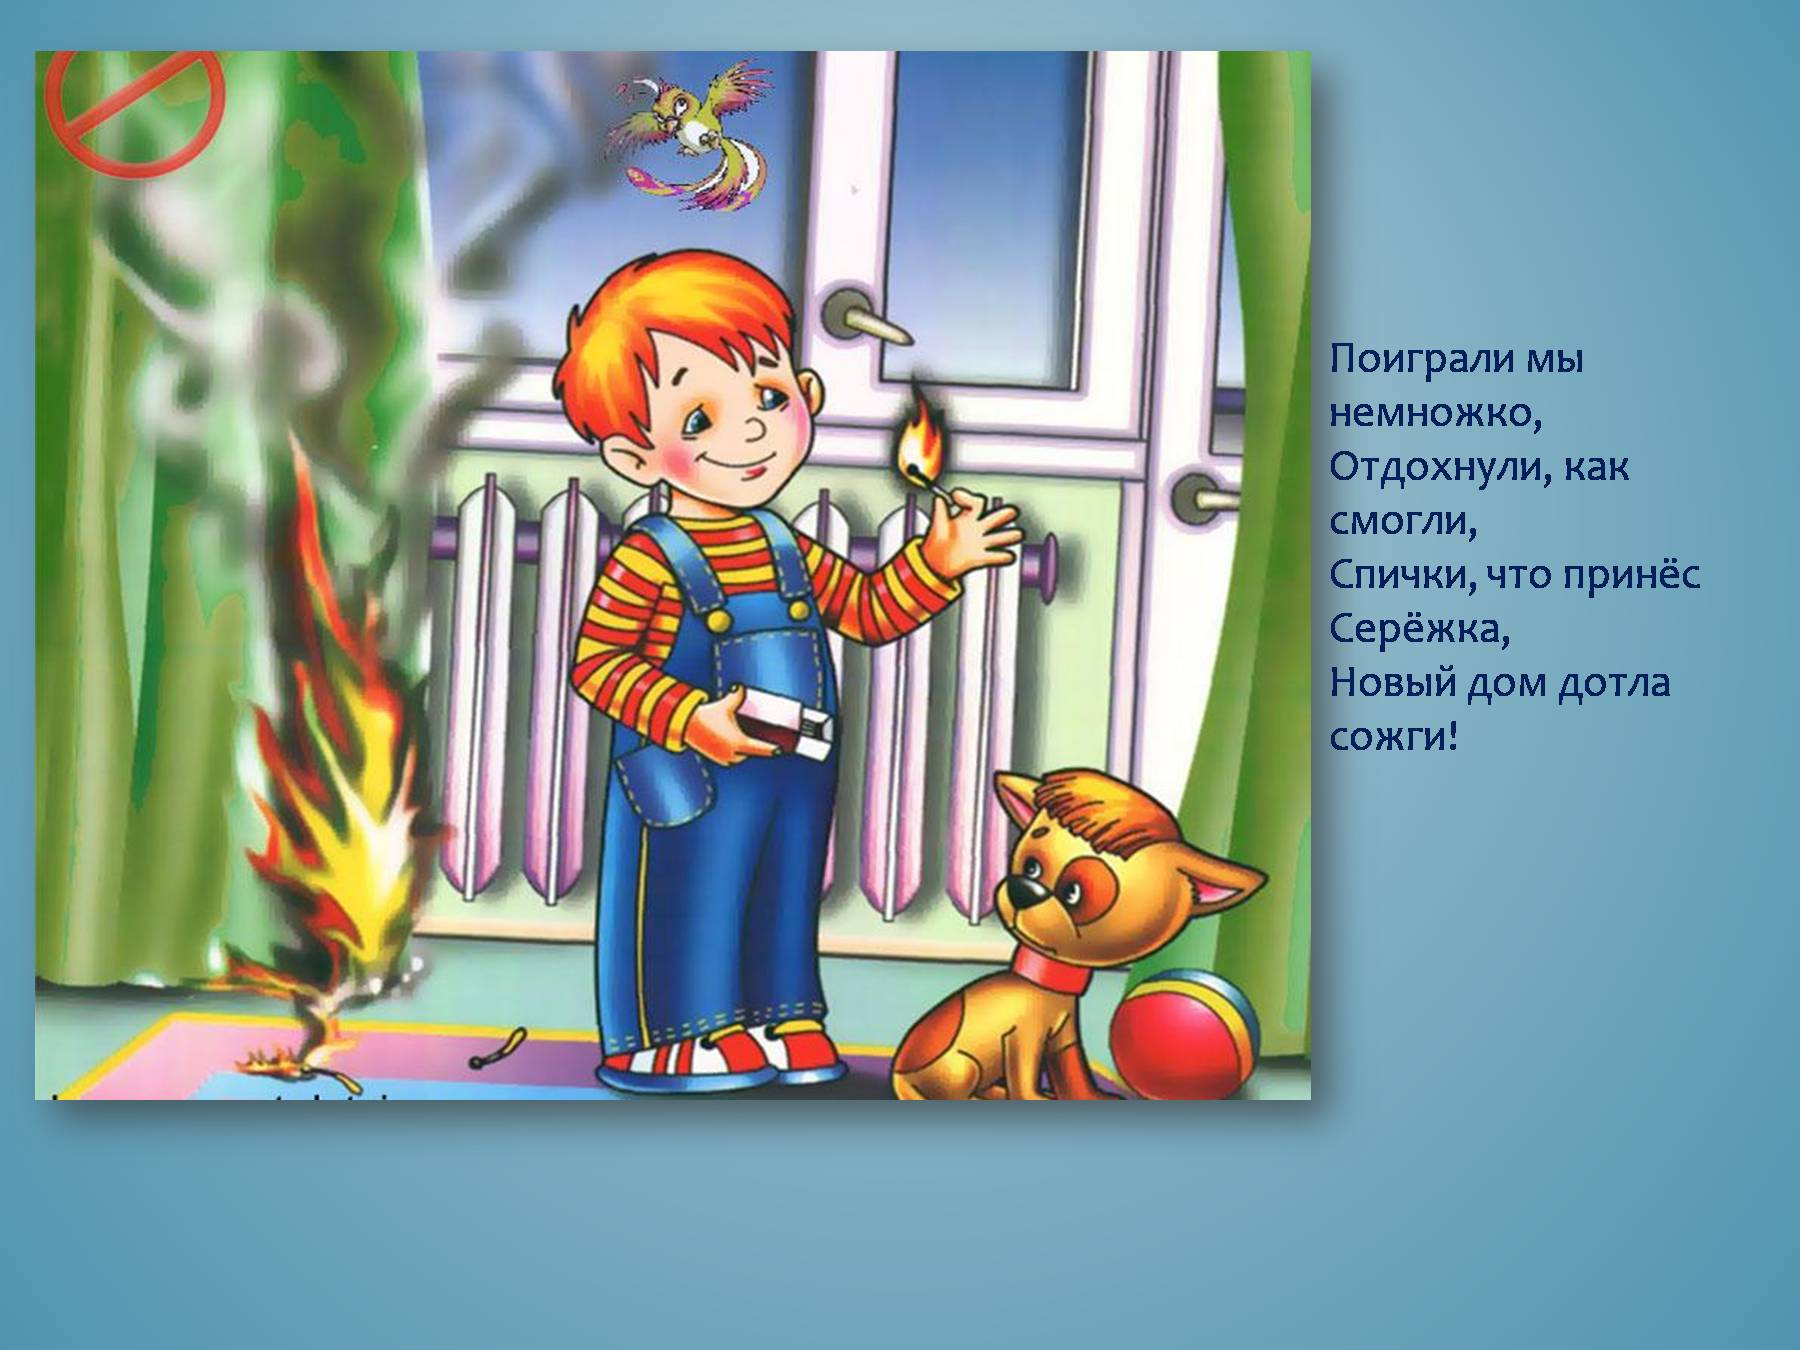 Поиграли мы
немножко,
Отдохнули, как
смогли,
Спички, что принёс
Серёжка,
Новый дом дотла
сожги!